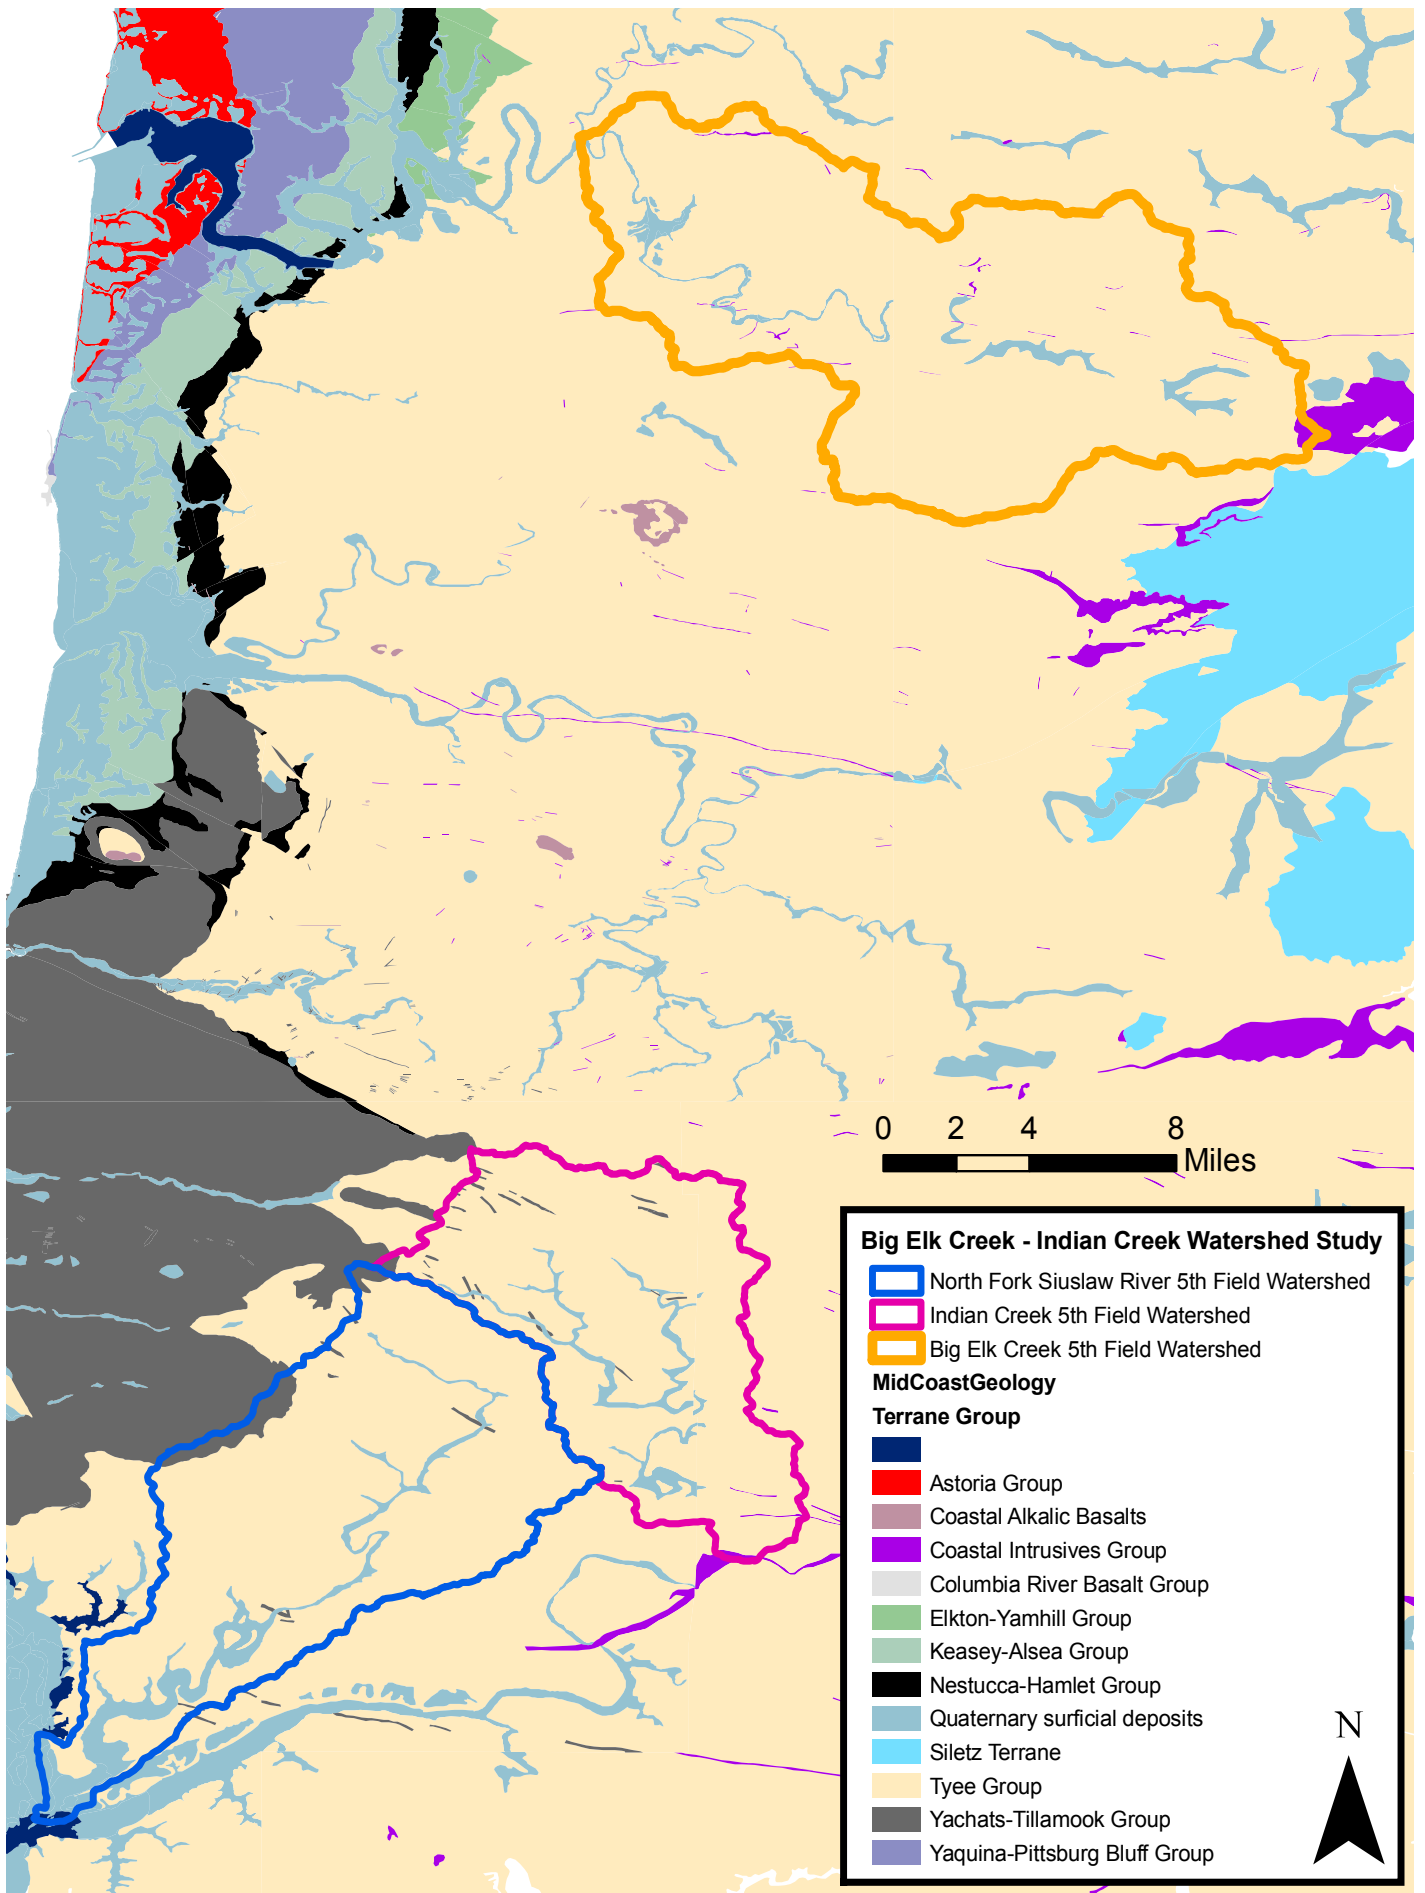 0 2 4 8
Miles
Big Elk Creek - Indian Creek Watershed Study
North Fork Siuslaw River 5th Field Watershed
Indian Creek 5th Field Watershed
Big Elk Creek 5th Field Watershed
MidCoastGeology
Terrane Group
Astoria Group
Coastal Alkalic Basalts
Coastal Intrusives Group
Columbia River Basalt Group
Elkton-Yamhill Group
Keasey-Alsea Group
Nestucca-Hamlet Group
Quaternary surficial deposits
Siletz Terrane
Tyee Group
Yachats-Tillamook Group
Yaquina-Pittsburg Bluff Group
N